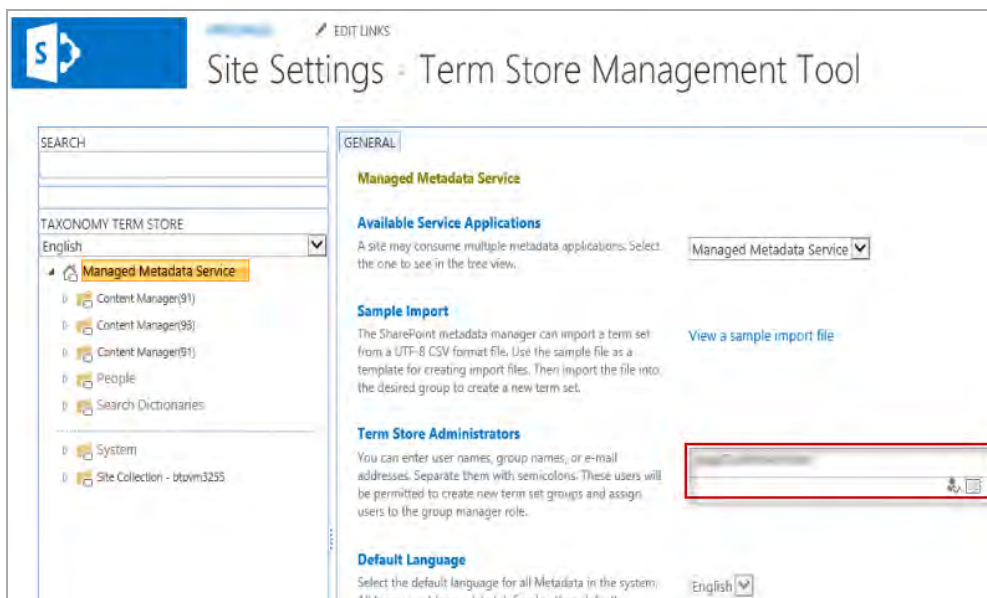 S
EDIT LINKS
Site Settings - Term Store Management Tool
SEARCH
TAXONOMY TERM STORE
English
Managed Metadata Service
Content Manager(91)
Content Manager(93)
Content Manager(91)
People
Search Dictionaries
System
Site Collection - btpvm3255
GENERAL
Managed Metadata Service
Available Service Applications
A site may consume multiple metadata applications. Select
the one to see in the tree view.
Managed Metadata Service
Sample Import
The SharePoint metadata manager can import a term set
from a UTF-8 CSV format file. Use the sample file as a
template for creating import files. Then import the file into
the desired group to create a new term set.
View a sample import file
Term Store Administrators
You can enter user names, group names, or e-mail
addresses. Separate them with semicolons. These users will
be permitted to create new term set groups and assign
users to the group manager role.
Default Language
Select the default language for all Metadata in the system.
English